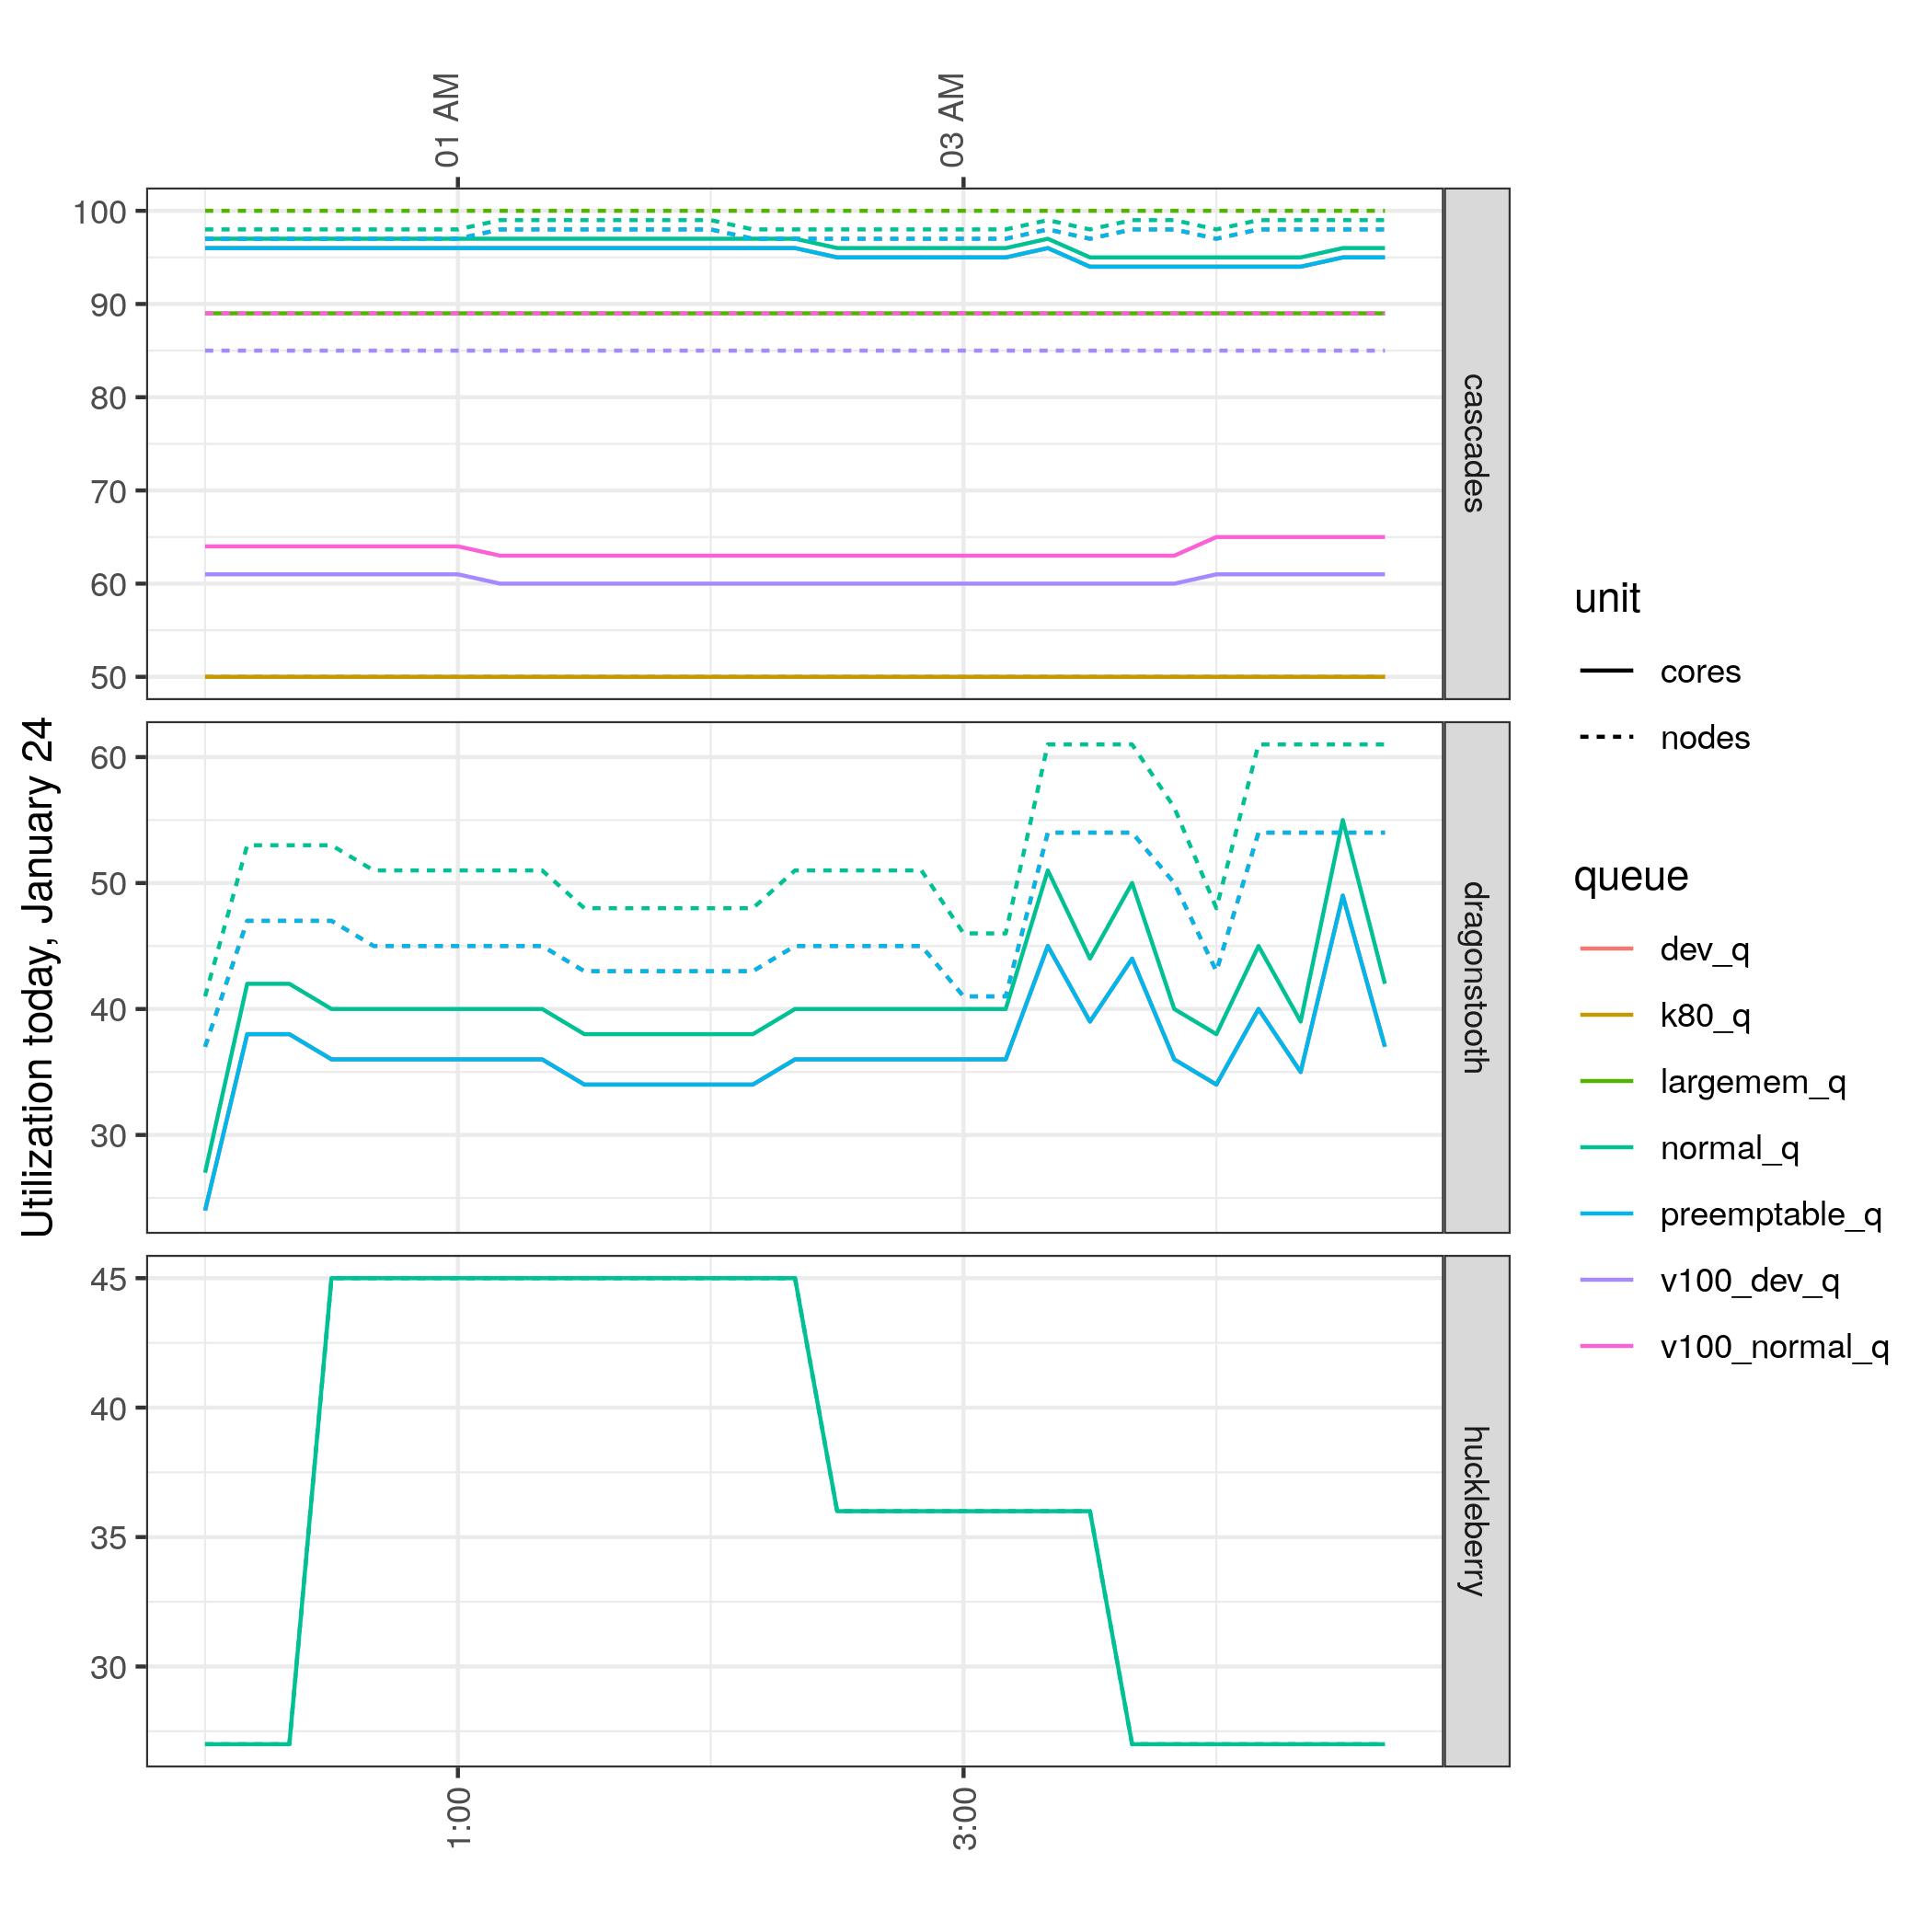 01 AM
03 AM
Utilization today, January 24
100
90
80
70
60
50
cascades
60
50
40
30
dragonstooth
45
40
35
30
huckleberry
1:00
3:00
unit
cores
nodes
queue
dev_q
k80_q
largemem_q
normal_q
preemptable_q
v100_dev_q
v100_normal_q